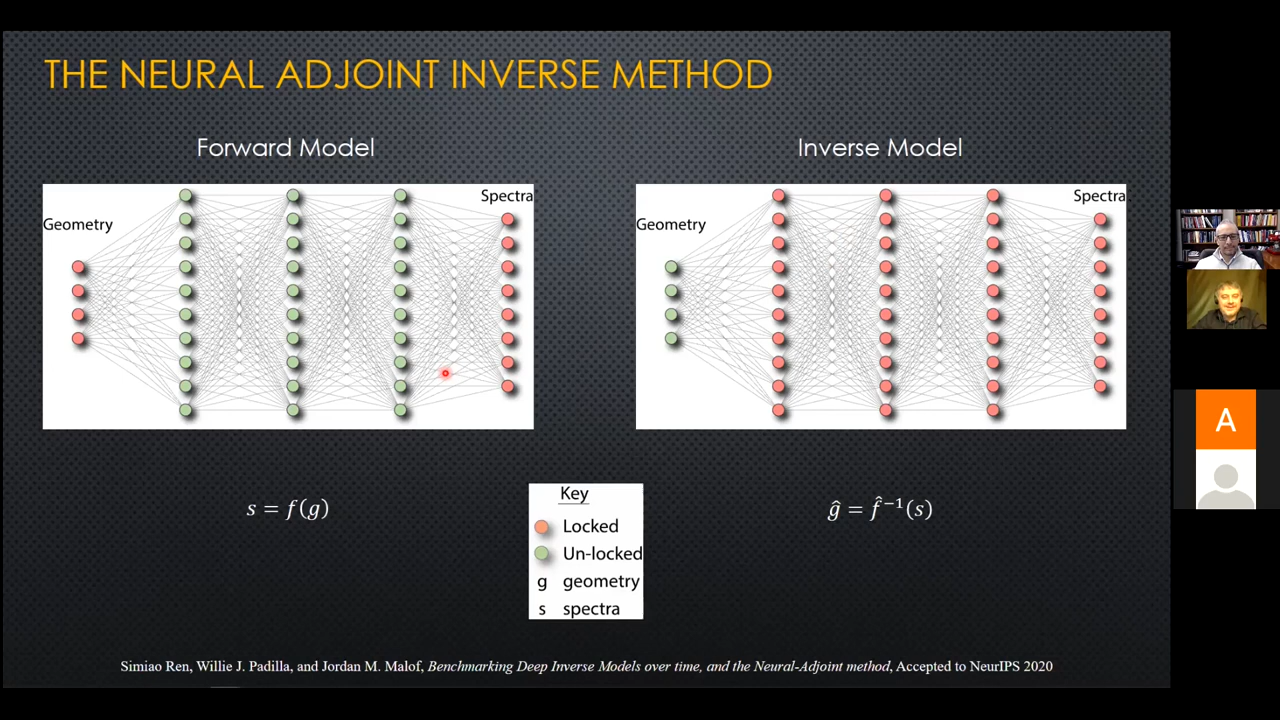 THE NEURAL ADJOINT INVERSE METHOD
Forward Model
Geometry
Spectra
s = f(g)
Inverse Model
Geometry
Spectra
ĝ = f̂⁻¹(s)
Key
Locked
Un-locked
g geometry
s spectra
Simiao Ren, Willie J. Padilla, and Jordan M. Malof, Benchmarking Deep Inverse Models over time, and the Neural-Adjoint method, Accepted to NeurIPS 2020
A